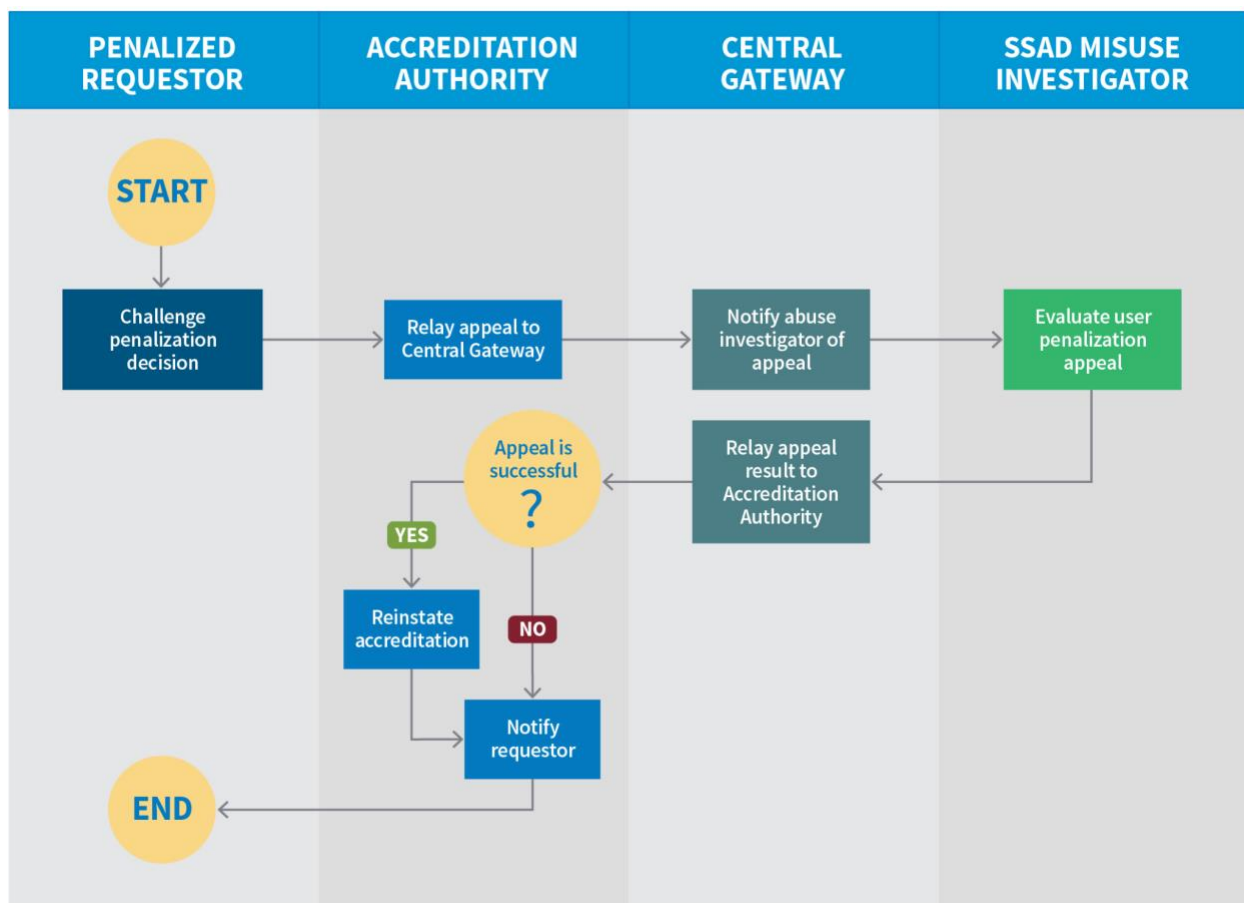 PENALIZED
REQUESTOR
ACCREDITATION
AUTHORITY
CENTRAL
GATEWAY
SSAD MISUSE
INVESTIGATOR
START
Challenge
penalization
decision
Relay appeal to
Central Gateway
Notify abuse
investigator of
appeal
Evaluate user
penalization
appeal
Relay appeal
result to
Accreditation
Authority
Appeal is
successful
?
YES
NO
Reinstate
accreditation
Notify
requestor
END